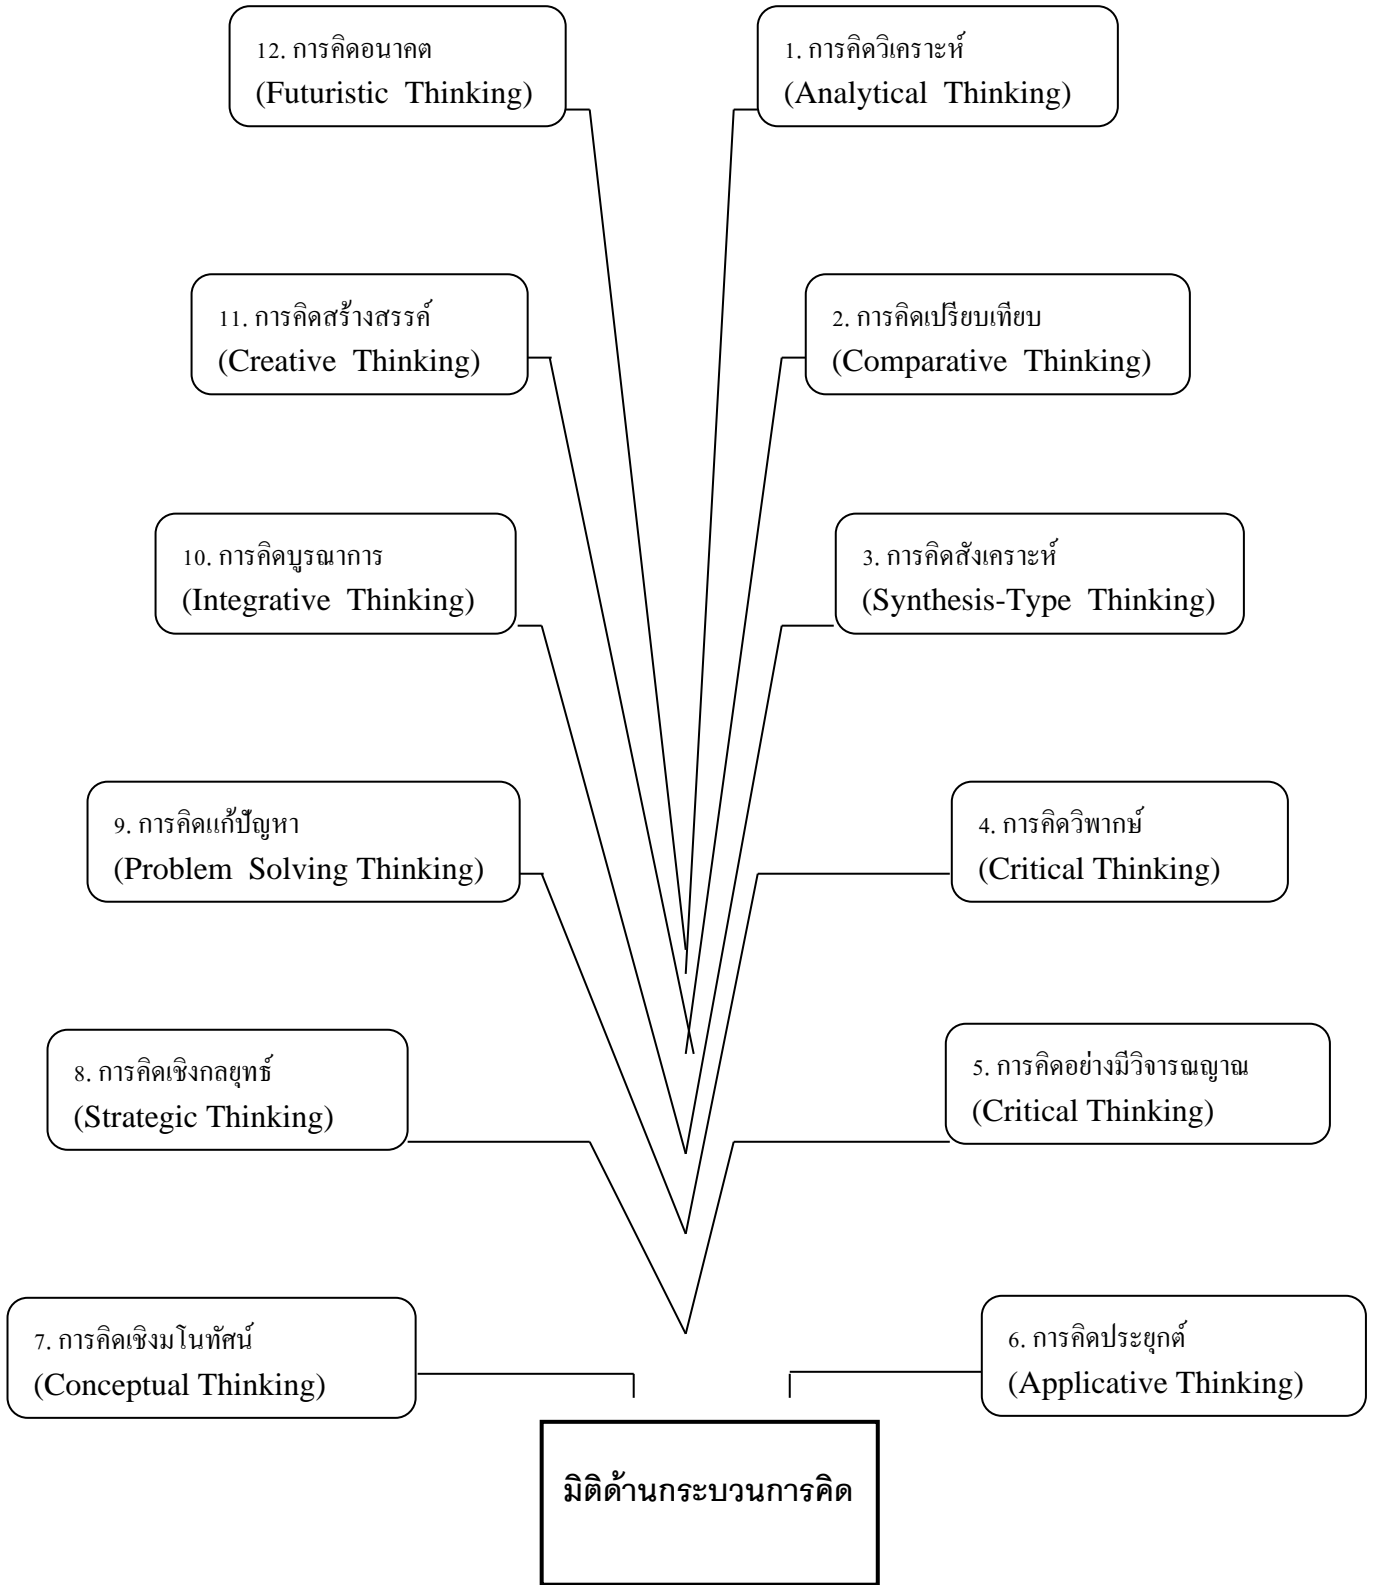 12. การคิดอนาคต
(Futuristic Thinking)
1. การคิดวิเคราะห์
(Analytical Thinking)
11. การคิดสร้างสรรค์
(Creative Thinking)
2. การคิดเปรียบเทียบ
(Comparative Thinking)
10. การคิดบูรณาการ
(Integrative Thinking)
3. การคิดสังเคราะห์
(Synthesis-Type Thinking)
9. การคิดแก้ปัญหา
(Problem Solving Thinking)
4. การคิดวิพากษ์
(Critical Thinking)
8. การคิดเชิงกลยุทธ์
(Strategic Thinking)
5. การคิดอย่างมีวิจารณญาณ
(Critical Thinking)
7. การคิดเชิงมโนทัศน์
(Conceptual Thinking)
6. การคิดประยุกต์
(Applicative Thinking)
มิติด้านกระบวนการคิด